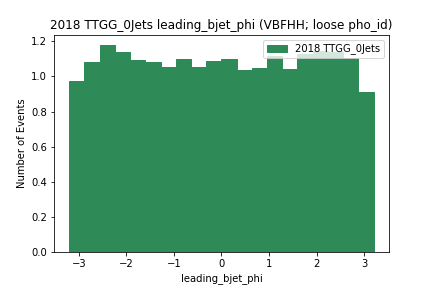 2018 TTGG_0Jets leading_bjet_phi (VBFHH; loose pho_id)
2018 TTGG_0Jets
1.2
1.0
0.8
0.6
0.4
0.2
0.0
Number of Events
−3 −2 −1 0 1 2 3
leading_bjet_phi